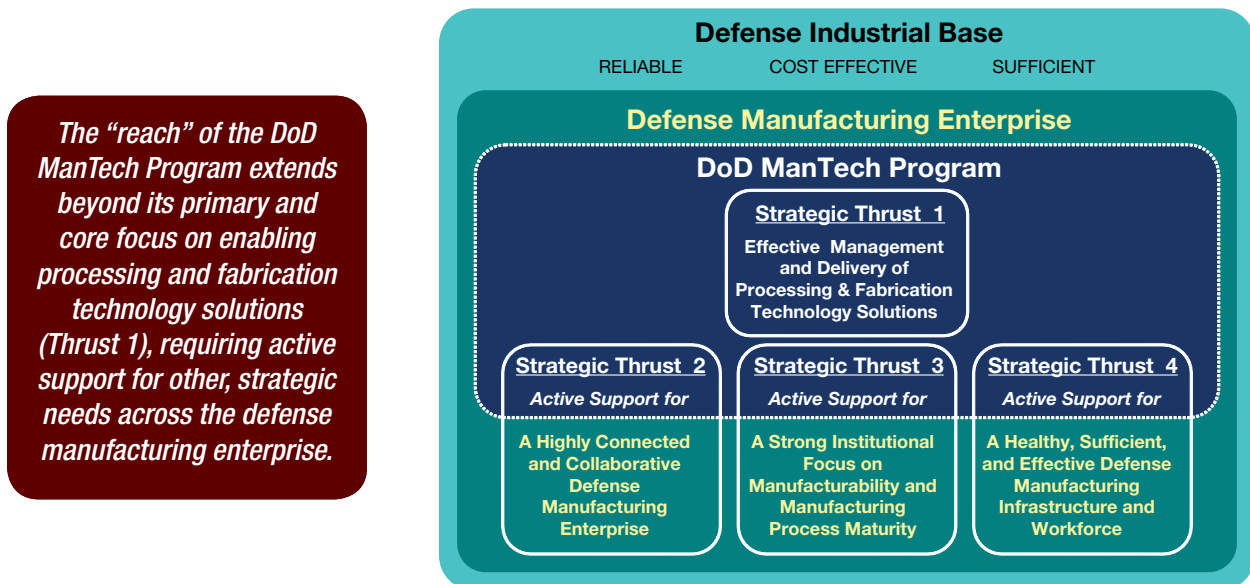 The “reach” of the DoD
ManTech Program extends
beyond its primary and
core focus on enabling
processing and fabrication
technology solutions
(Thrust 1), requiring active
support for other, strategic
needs across the defense
manufacturing enterprise.
Defense Industrial Base
RELIABLE COST EFFECTIVE SUFFICIENT
Defense Manufacturing Enterprise
DoD ManTech Program
Strategic Thrust 1
Effective Management
and Delivery of
Processing & Fabrication
Technology Solutions
Strategic Thrust 2
Active Support for
A Highly Connected
and Collaborative
Defense
Manufacturing
Enterprise
Strategic Thrust 3
Active Support for
A Strong Institutional
Focus on
Manufacturability and
Manufacturing
Process Maturity
Strategic Thrust 4
Active Support for
A Healthy, Sufficient,
and Effective Defense
Manufacturing
Infrastructure and
Workforce